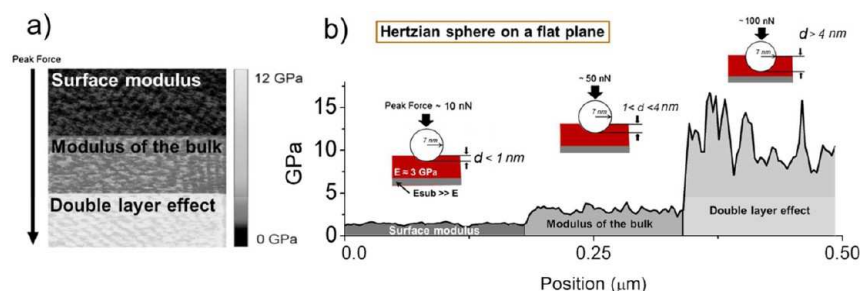 a)
Peak Force
Surface modulus
Modulus of the bulk
Double layer effect
12 GPa
0 GPa
b)
Hertzian sphere on a flat plane
Peak Force ~ 10 nN
7 nm
d < 1 nm
E ≈ 3 GPa
Esub >> E
~ 50 nN
7 nm
1< d <4 nm
~ 100 nN
7 nm
d > 4 nm
GPa
15
10
5
0
Surface modulus
Modulus of the bulk
Double layer effect
0.0
0.25
0.50
Position (μm)